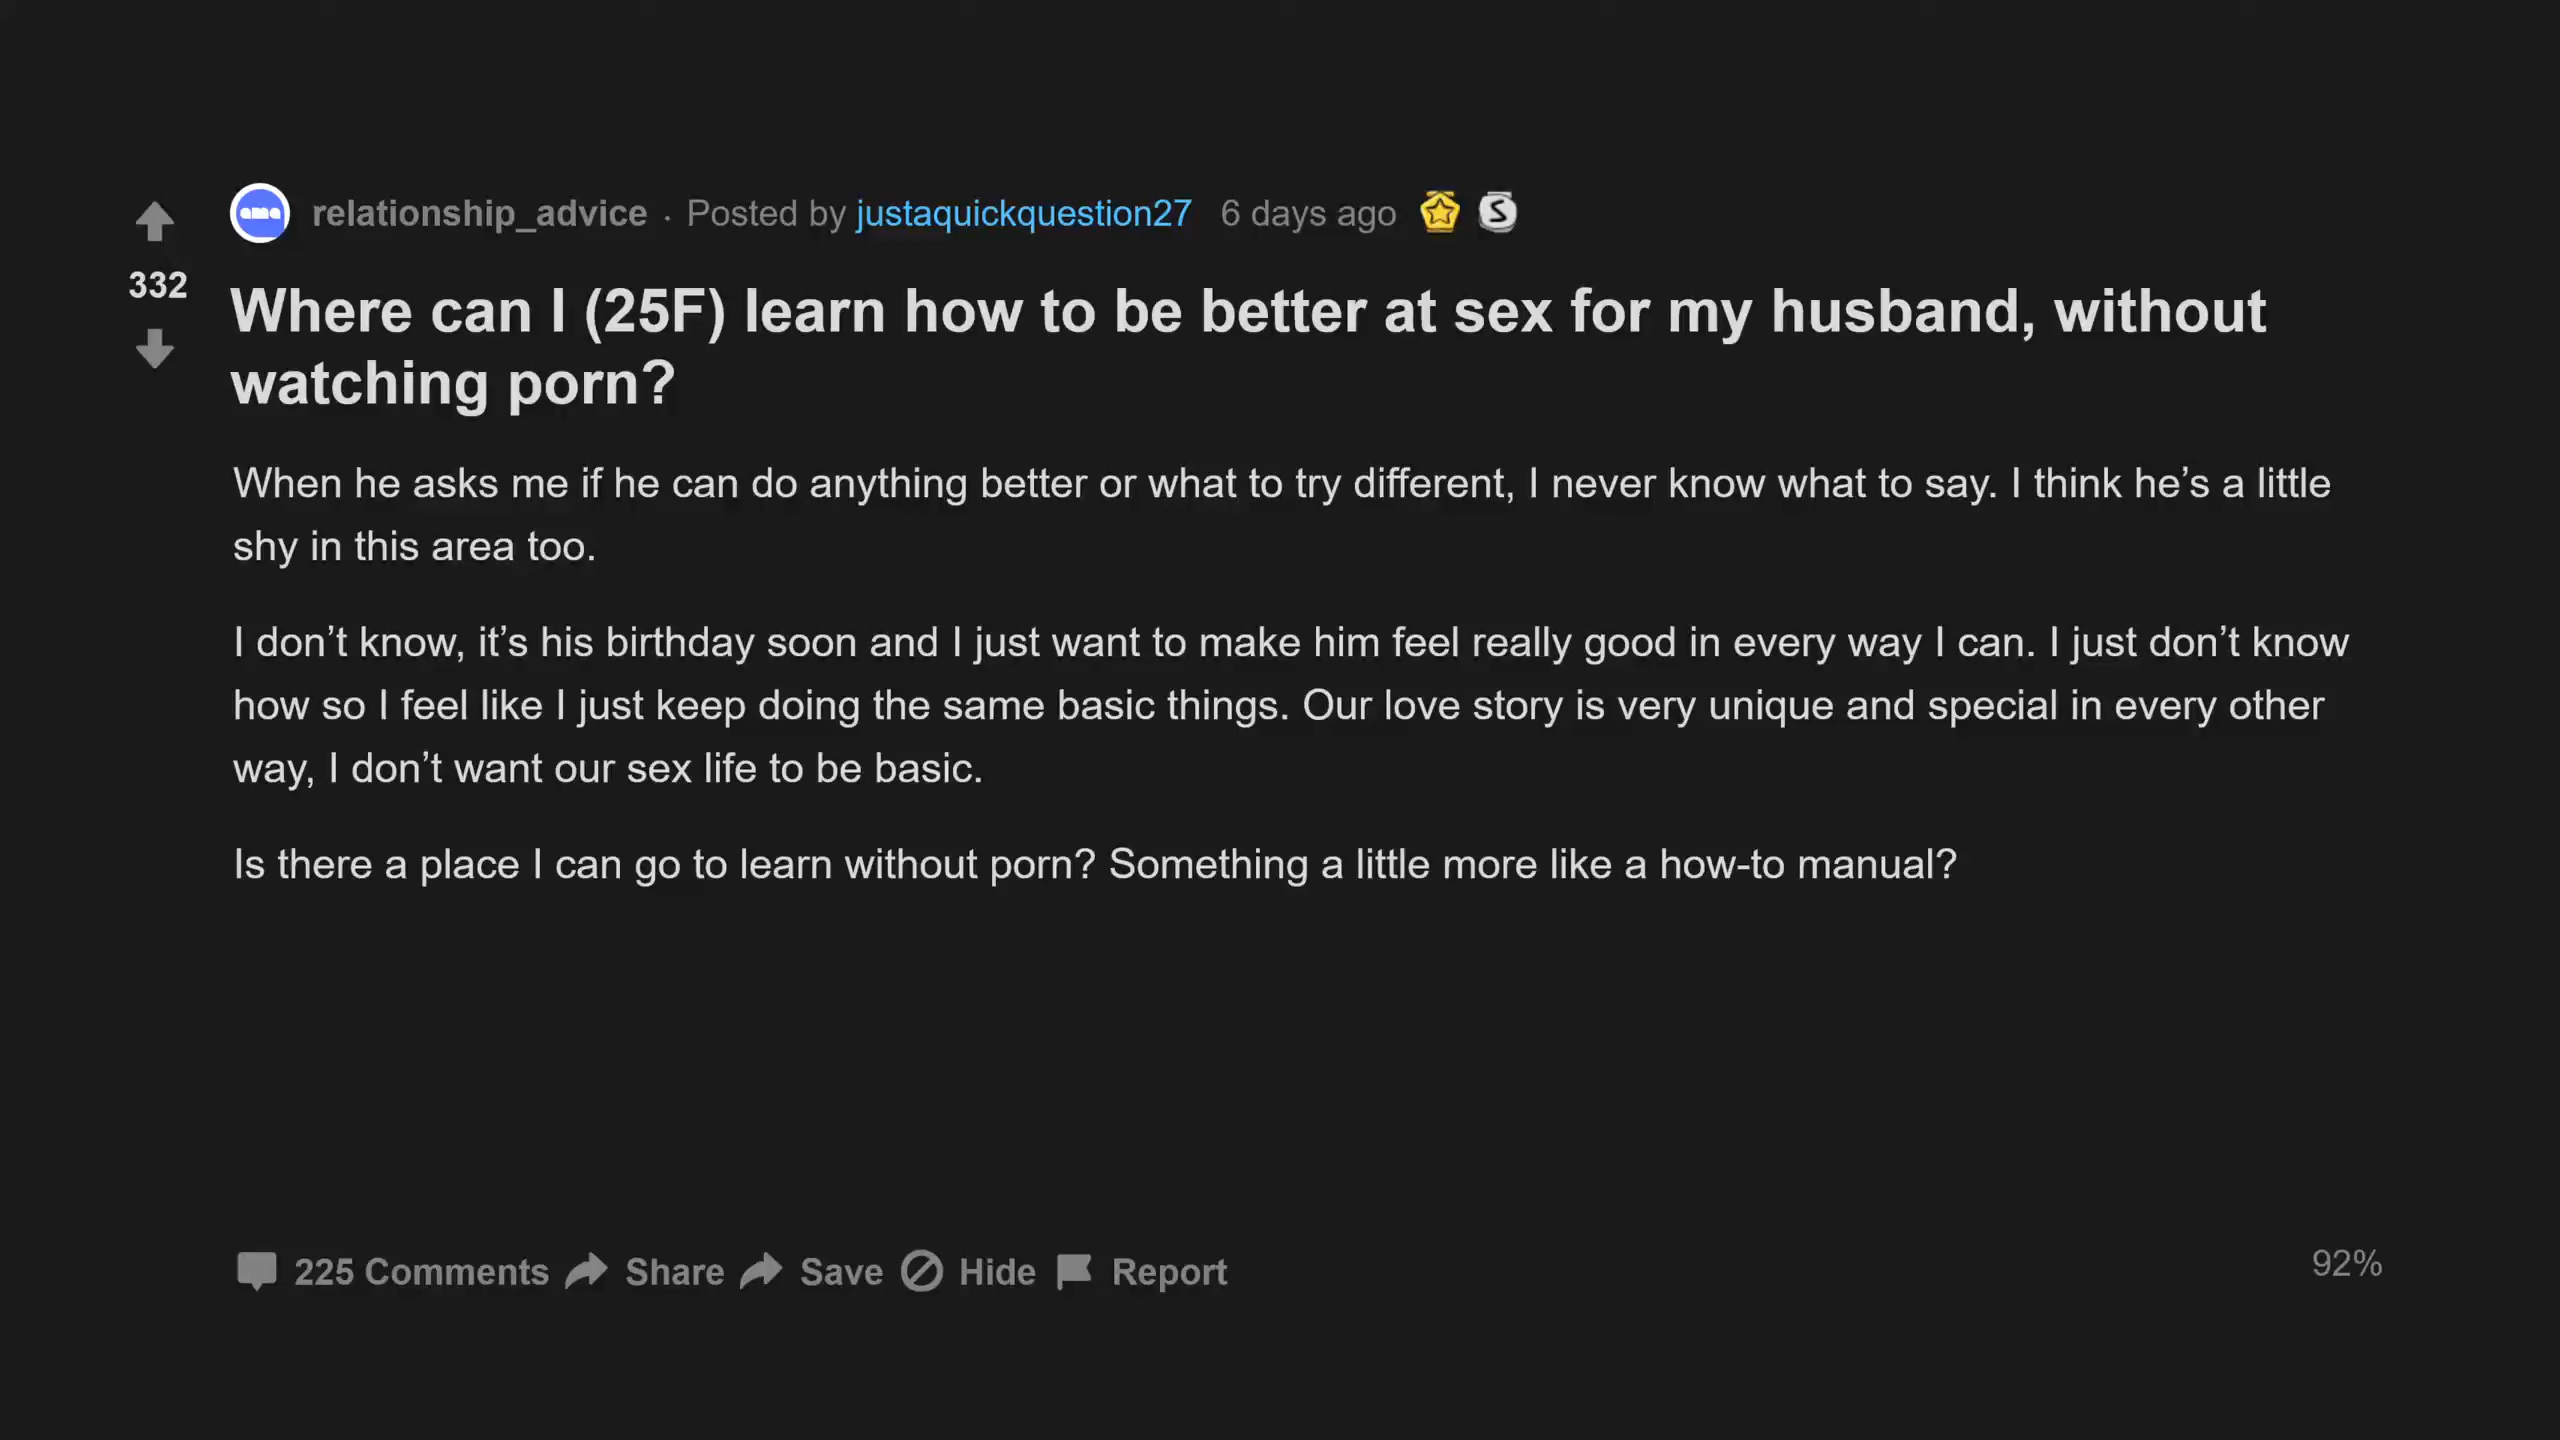 relationship_advice · Posted by justaquickquestion27 6 days ago
332
Where can I (25F) learn how to be better at sex for my husband, without
watching porn?
When he asks me if he can do anything better or what to try different, I never know what to say. I think he’s a little
shy in this area too.
I don’t know, it’s his birthday soon and I just want to make him feel really good in every way I can. I just don’t know
how so I feel like I just keep doing the same basic things. Our love story is very unique and special in every other
way, I don’t want our sex life to be basic.
Is there a place I can go to learn without porn? Something a little more like a how-to manual?
225 Comments Share Save Hide Report
92%